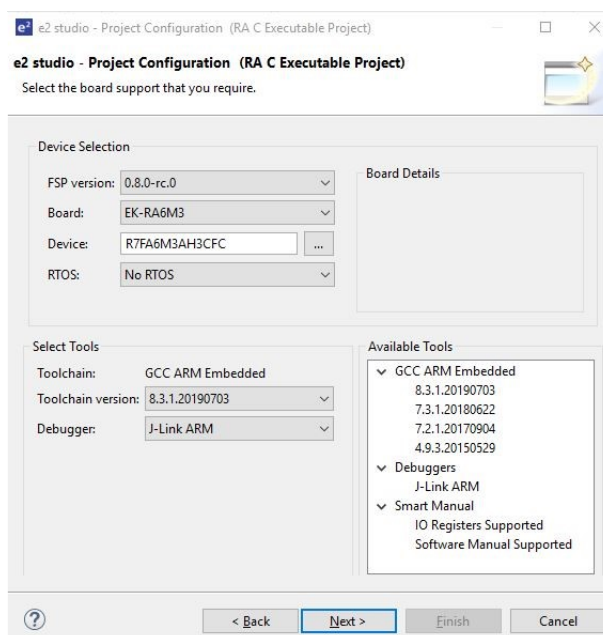 e² e2 studio - Project Configuration (RA C Executable Project)
e2 studio - Project Configuration (RA C Executable Project)
Select the board support that you require.
Device Selection
FSP version: 0.8.0-rc.0
Board: EK-RA6M3
Device: R7FA6M3AH3CFC ...
RTOS: No RTOS
Board Details
Select Tools
Toolchain: GCC ARM Embedded
Toolchain version: 8.3.1.20190703
Debugger: J-Link ARM
Available Tools
GCC ARM Embedded
8.3.1.20190703
7.3.1.20180622
7.2.1.20170904
4.9.3.20150529
Debuggers
J-Link ARM
Smart Manual
IO Registers Supported
Software Manual Supported
? < Back Next > Finish Cancel